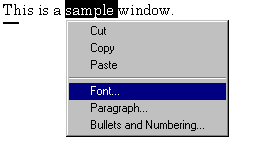 This is a sample window.
Cut
Copy
Paste
Font...
Paragraph...
Bullets and Numbering...